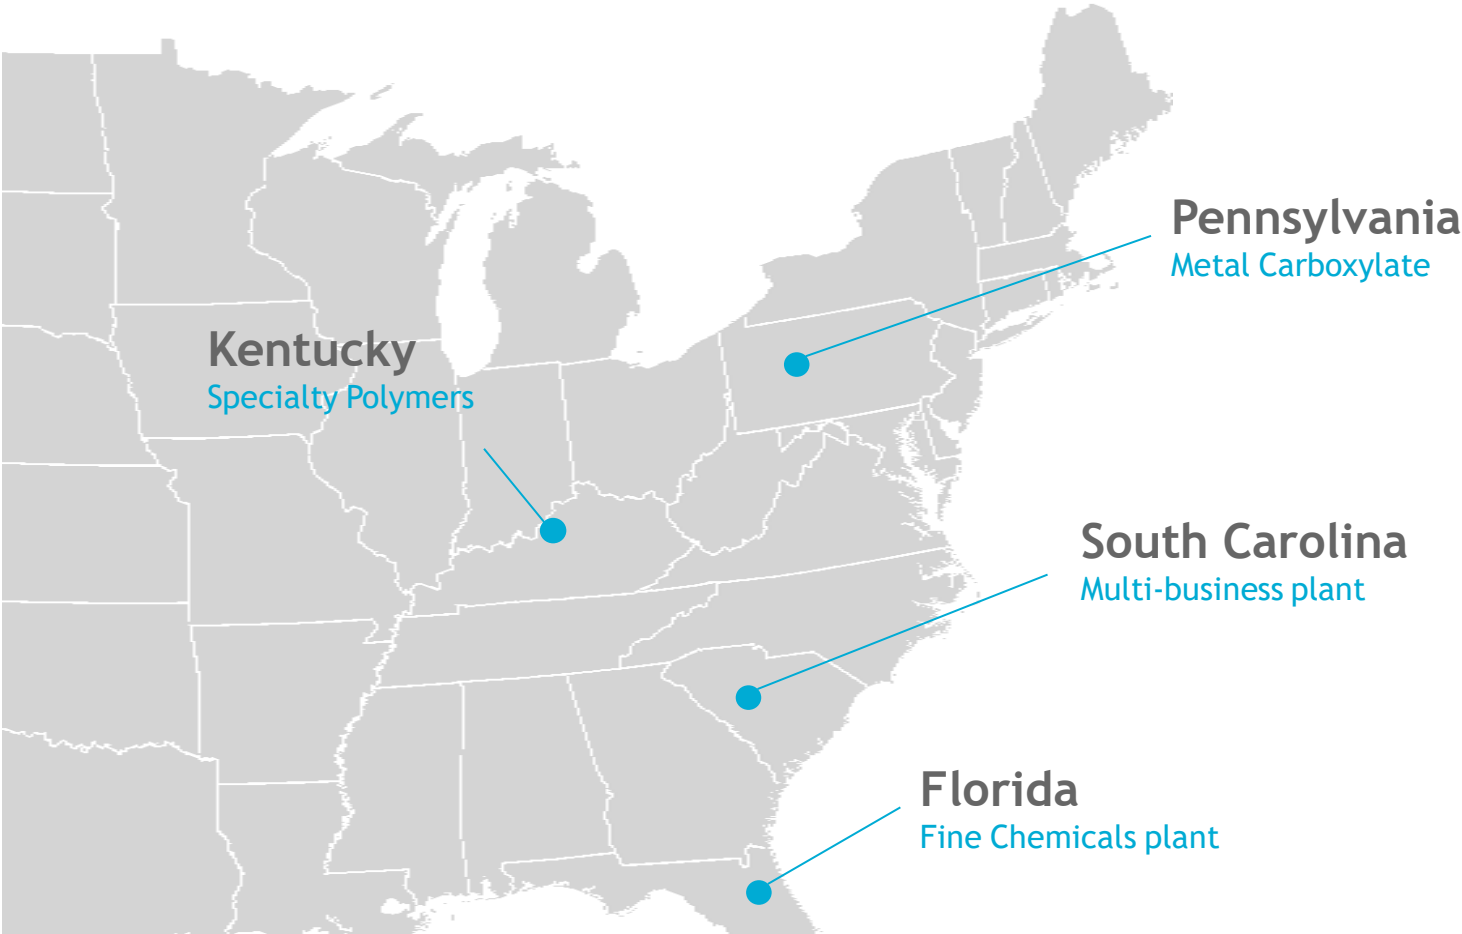 Pennsylvania
Metal Carboxylate
Kentucky
Specialty Polymers
South Carolina
Multi-business plant
Florida
Fine Chemicals plant